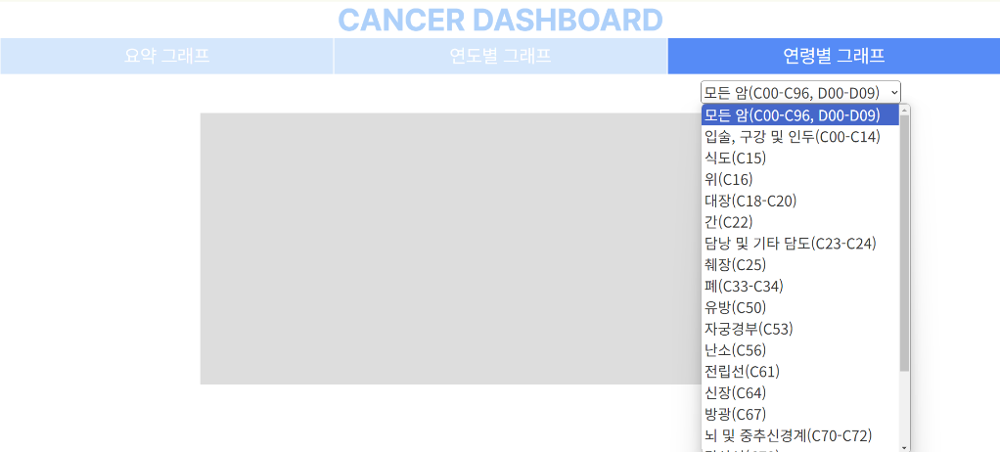 CANCER DASHBOARD
요약 그래프
연도별 그래프
연령별 그래프
모든 암(C00-C96, D00-D09)
모든 암(C00-C96, D00-D09)
입술, 구강 및 인두(C00-C14)
식도(C15)
위(C16)
대장(C18-C20)
간(C22)
담낭 및 기타 담도(C23-C24)
췌장(C25)
폐(C33-C34)
유방(C50)
자궁경부(C53)
난소(C56)
전립선(C61)
신장(C64)
방광(C67)
뇌 및 중추신경계(C70-C72)